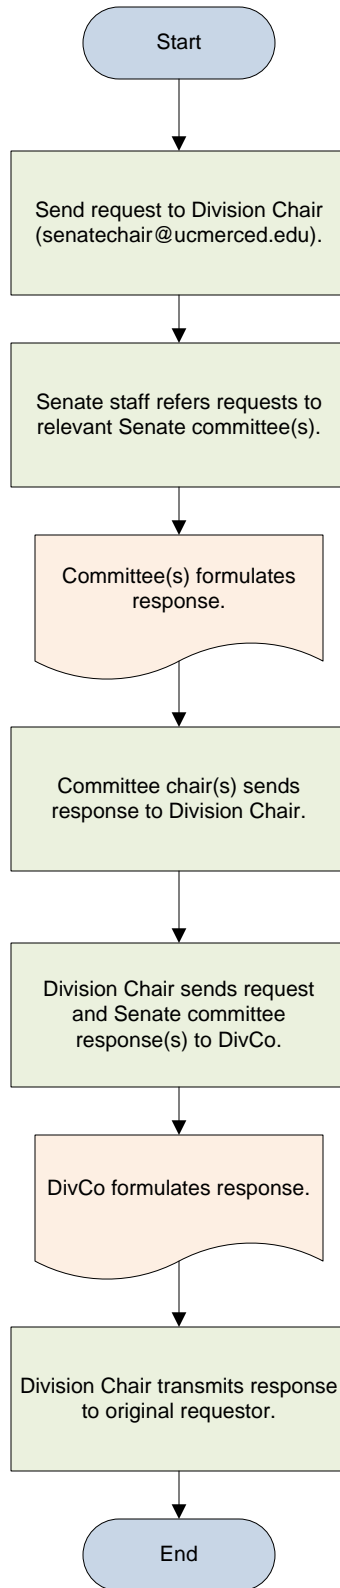 Start
Send request to Division Chair
(senatechair@ucmerced.edu).
Senate staff refers requests to
relevant Senate committee(s).
Committee(s) formulates
response.
Committee chair(s) sends
response to Division Chair.
Division Chair sends request
and Senate committee
response(s) to DivCo.
DivCo formulates response.
Division Chair transmits response
to original requestor.
End